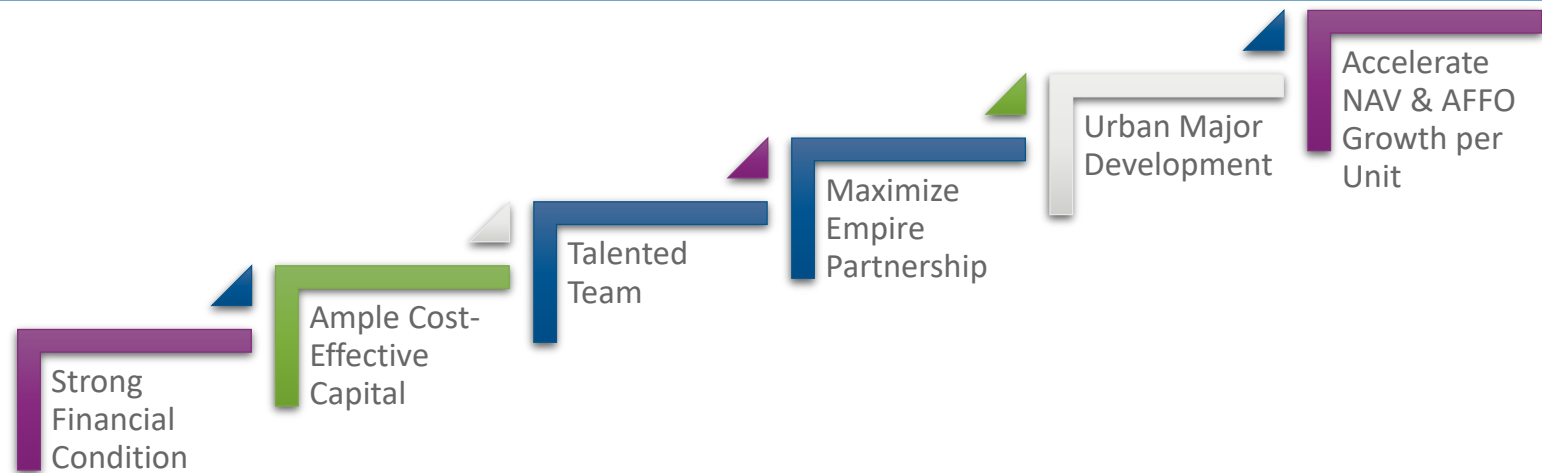 Strong
Financial
Condition
Ample Cost-
Effective
Capital
Talented
Team
Maximize
Empire
Partnership
Urban Major
Development
Accelerate
NAV & AFFO
Growth per
Unit